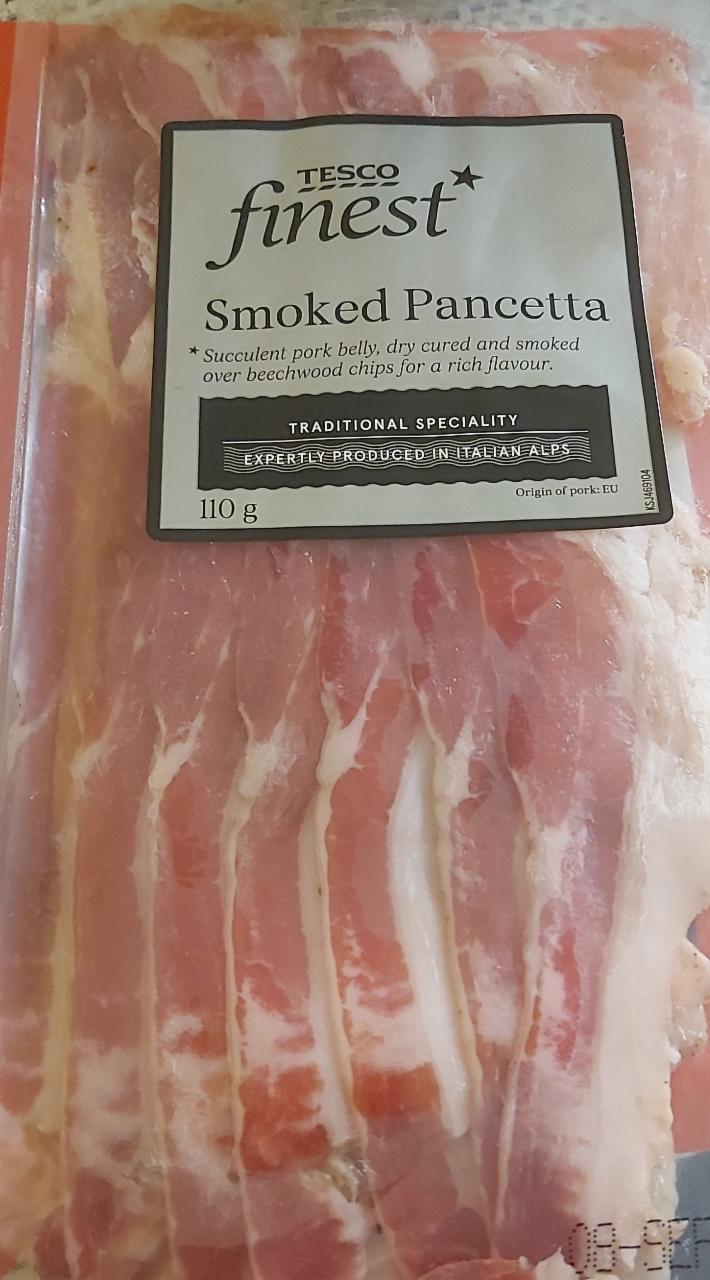 TESCO
finest*
Smoked Pancetta
*Succulent pork belly, dry cured and smoked
over beechwood chips for a rich flavour.
TRADITIONAL SPECIALITY
EXPERTLY PRODUCED IN ITALIAN ALPS
Origin of pork: EU
110 g
KSJ469104